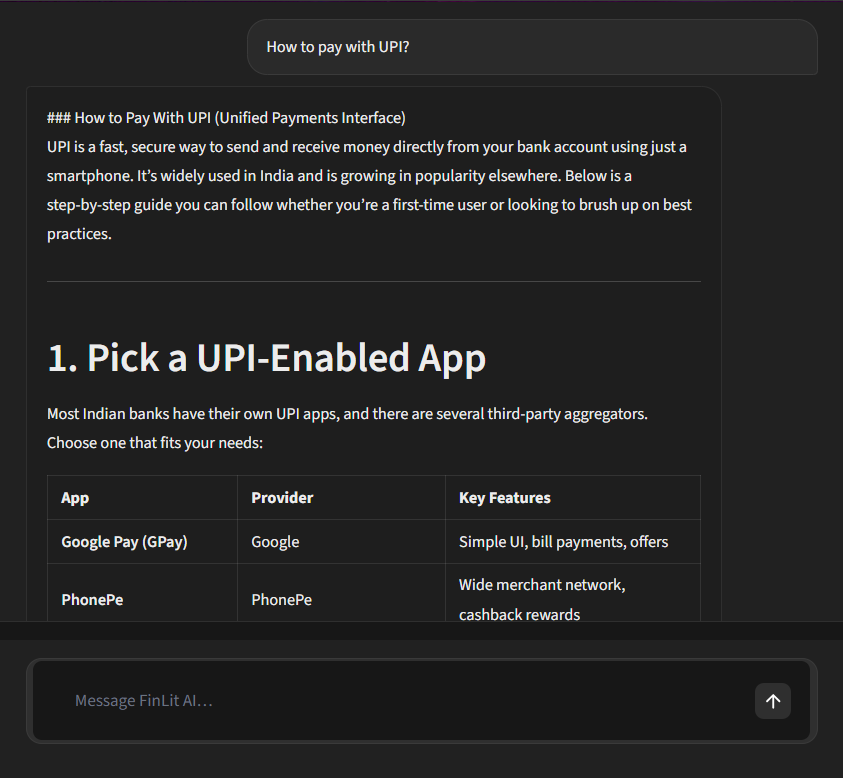 How to pay with UPI?
### How to Pay With UPI (Unified Payments Interface)
UPI is a fast, secure way to send and receive money directly from your bank account using just a
smartphone. It’s widely used in India and is growing in popularity elsewhere. Below is a
step‑by‑step guide you can follow whether you’re a first‑time user or looking to brush up on best
practices.
1. Pick a UPI‑Enabled App
Most Indian banks have their own UPI apps, and there are several third‑party aggregators.
Choose one that fits your needs:
App Provider Key Features
Google Pay (GPay) Google Simple UI, bill payments, offers
PhonePe PhonePe Wide merchant network,
cashback rewards
Message FinLit AI…